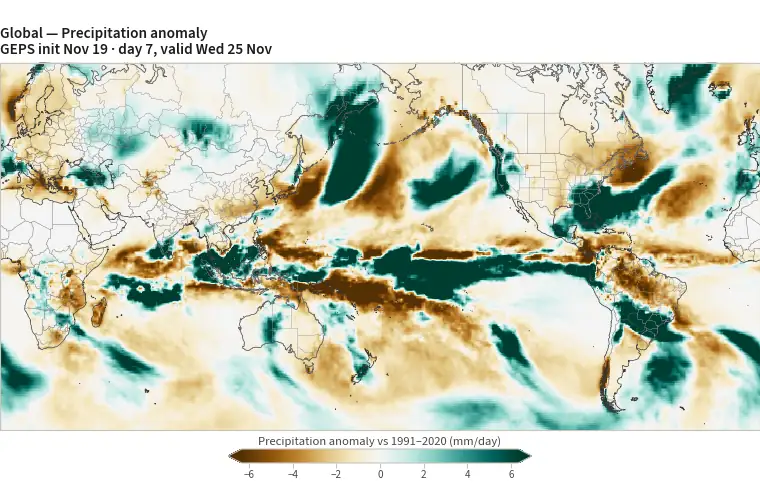 Global — Precipitation anomaly
GEPS init Nov 19 · day 7, valid Wed 25 Nov
Precipitation anomaly vs 1991–2020 (mm/day)
−6 −4 −2 0 2 4 6